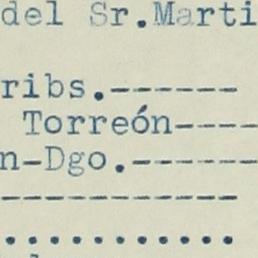 del Sr.Marti
ribs.------
Torreón----
n-Dgo.-----
----------
...........